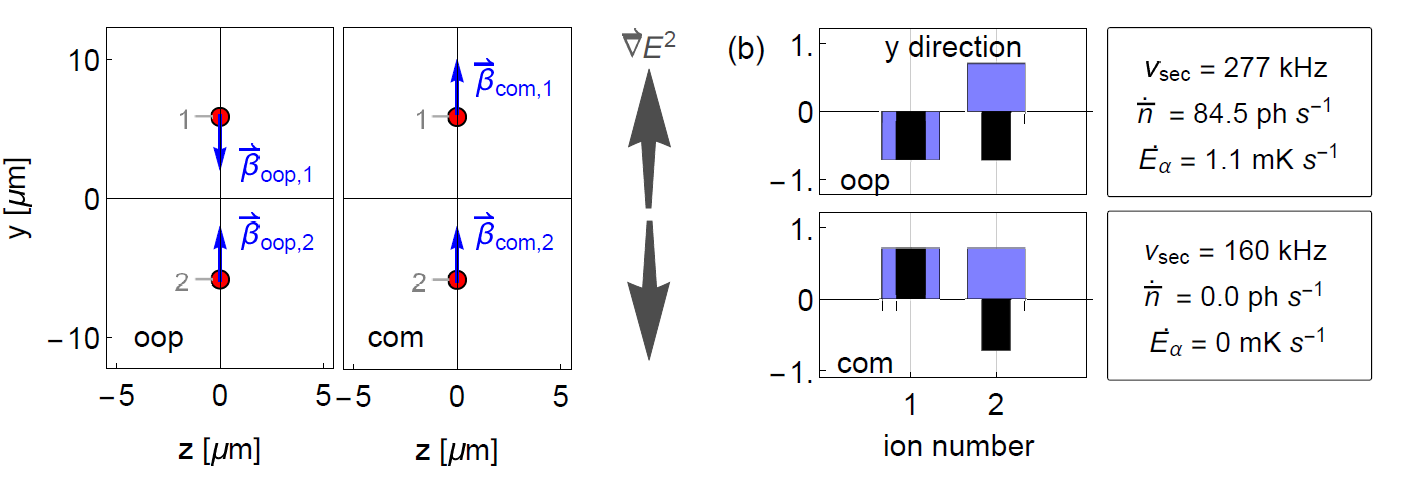 y [μm]
10
0
−10
1
2
β⃗oop,1
β⃗oop,2
oop
−5
0
5
z [μm]
1
2
β⃗com,1
β⃗com,2
com
−5
0
5
z [μm]
∇⃗E²
(b)
y direction
1.
0
−1.
oop
1.
0
−1.
com
1
2
ion number
νsec = 277 kHz
n̅̇ = 84.5 ph s⁻¹
Ėα = 1.1 mK s⁻¹
νsec = 160 kHz
n̅̇ = 0.0 ph s⁻¹
Ėα = 0 mK s⁻¹